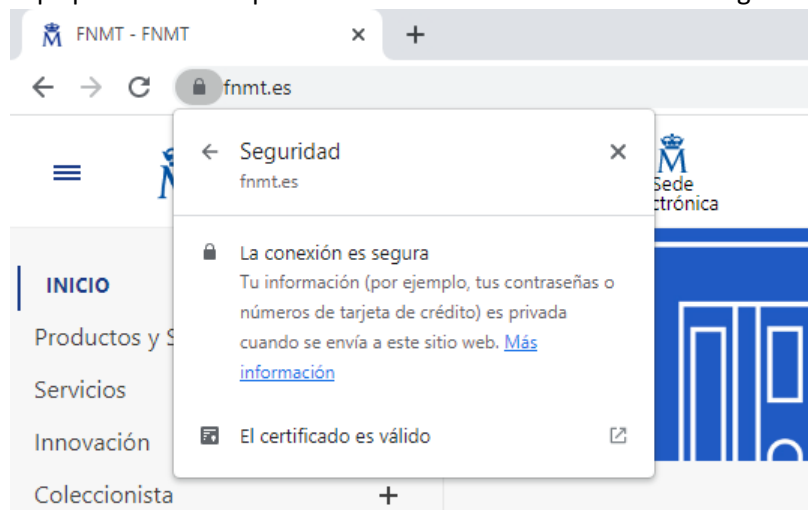 FNMT - FNMT
fnmt.es
Seguridad
fnmt.es
Sede
ctrónica
La conexión es segura
Tu información (por ejemplo, tus contraseñas o
números de tarjeta de crédito) es privada
cuando se envía a este sitio web. Más
información
El certificado es válido
INICIO
Productos y S
Servicios
Innovación
Coleccionista